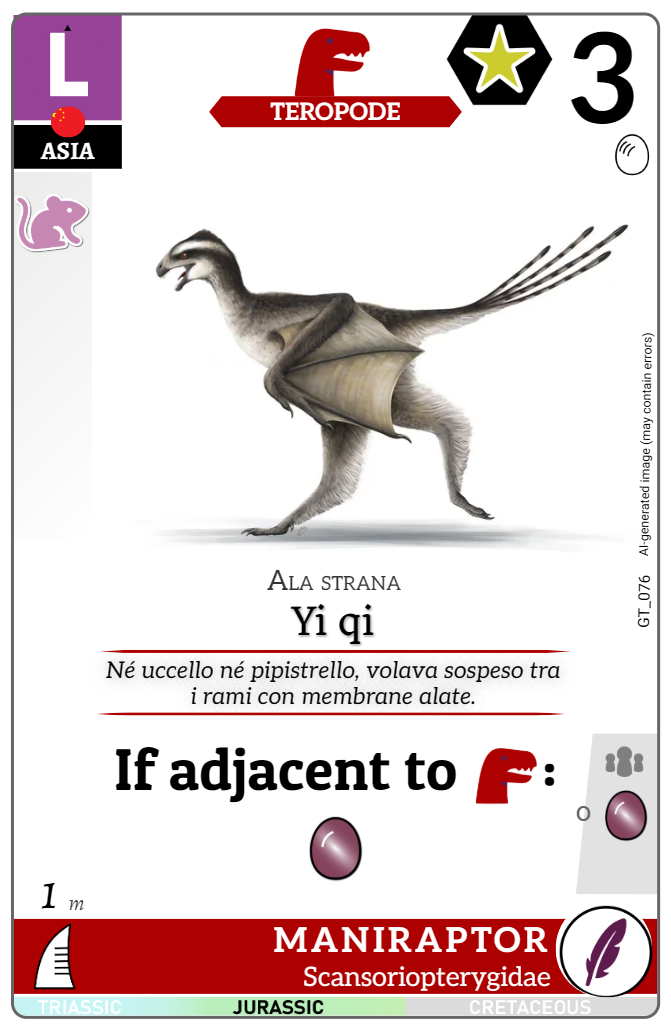 L
ASIA
TEROPODE
3
AI-generated image (may contain errors)
GT_076
Ala strana
Yi qi
Né uccello né pipistrello, volava sospeso tra
i rami con membrane alate.
If adjacent to :
o
1 m
MANIRAPTOR
Scansoriopterygidae
TRIASSIC JURASSIC CRETACEOUS